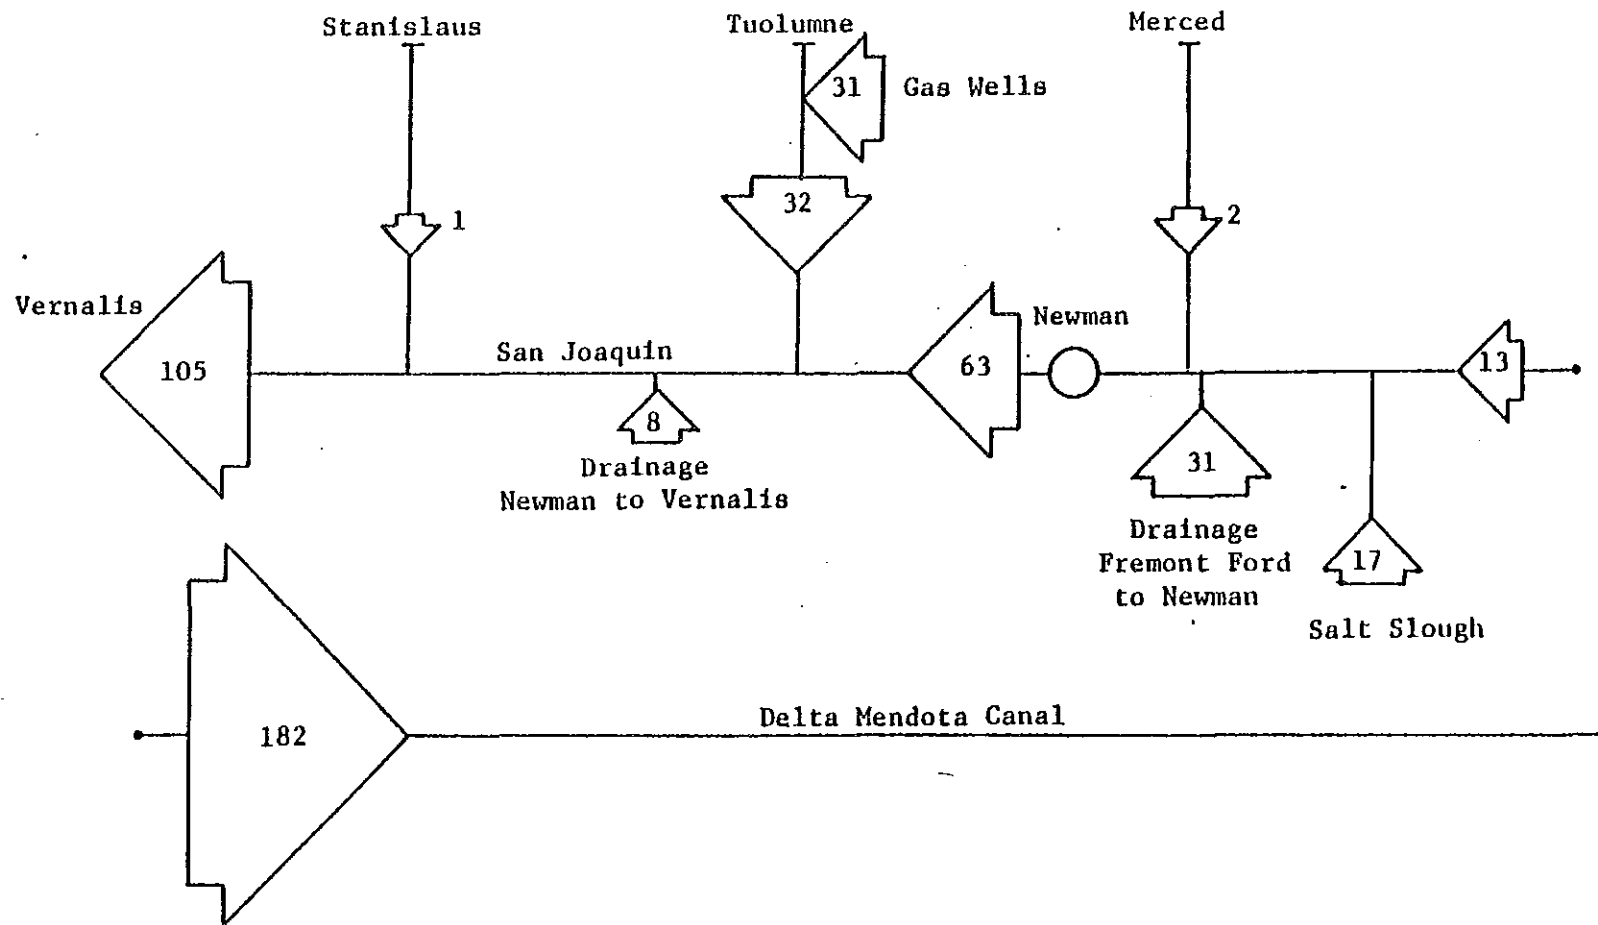 Stanislaus
Tuolumne
Merced
31
Gas Wells
32
1
2
Vernalis
105
San Joaquin
63
Newman
13
8
Drainage
Newman to Vernalis
31
Drainage
Fremont Ford
to Newman
17
Salt Slough
182
Delta Mendota Canal